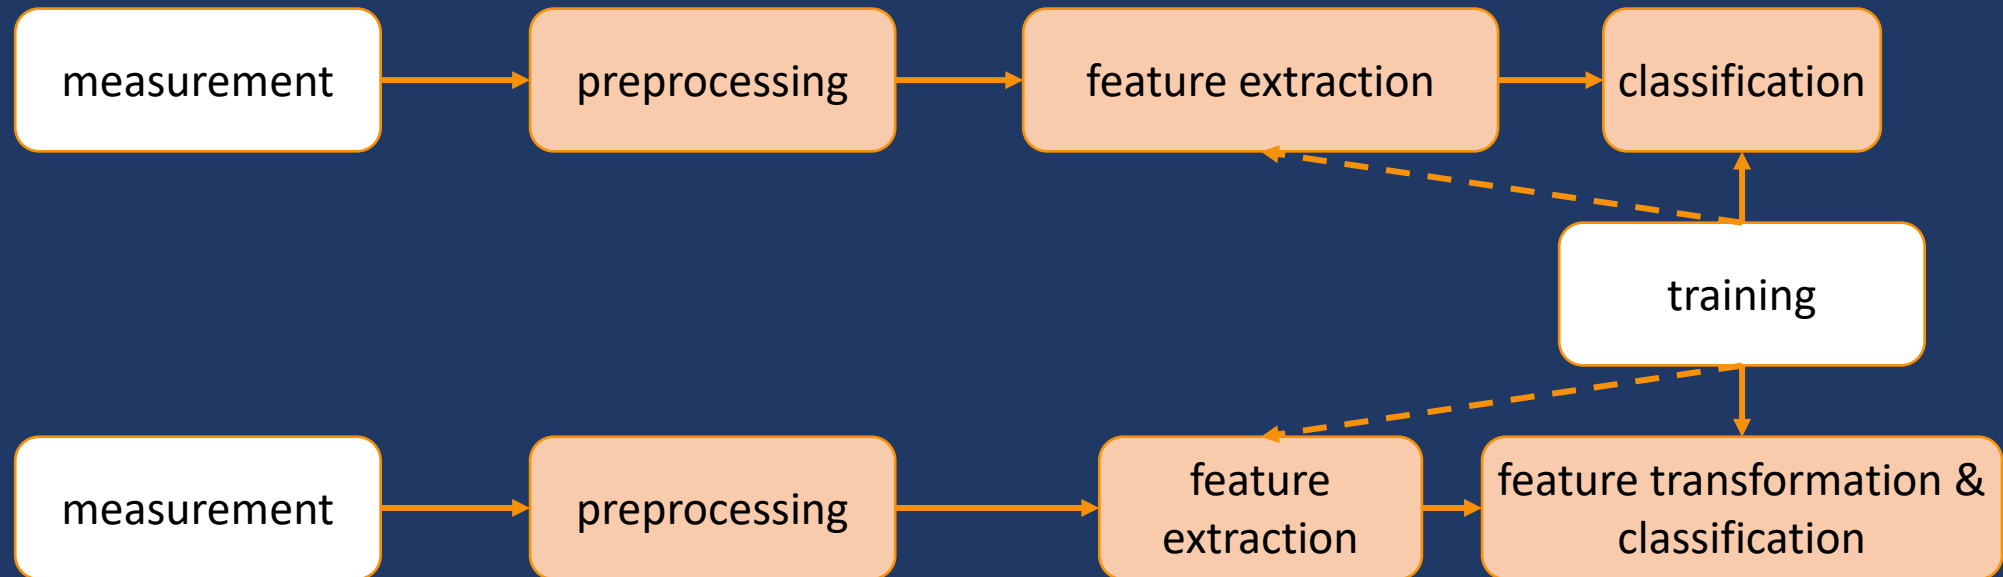 measurement
preprocessing
feature extraction
classification
training
measurement
preprocessing
feature
extraction
feature transformation &
classification